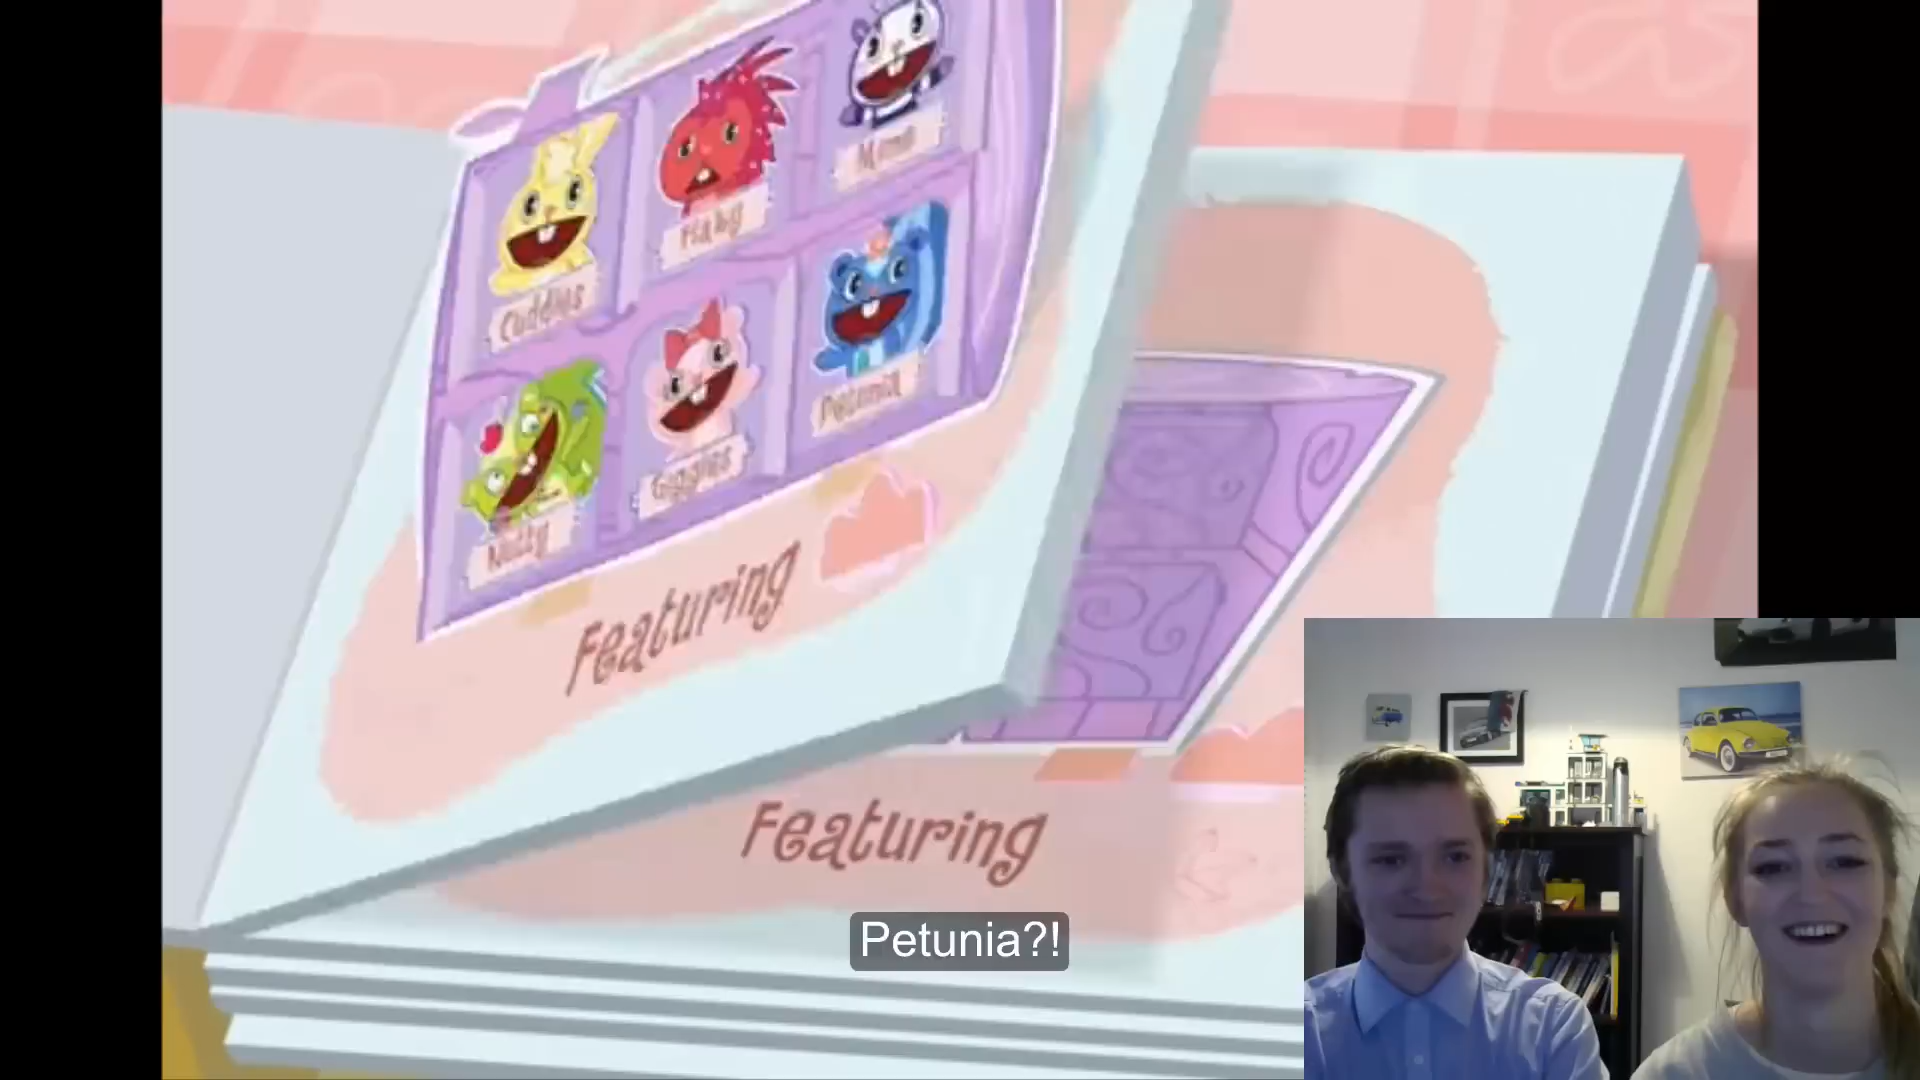 Cuddles
Flaky
Mime
Nutty
Giggles
Petunia
Featuring
Featuring
Petunia?!